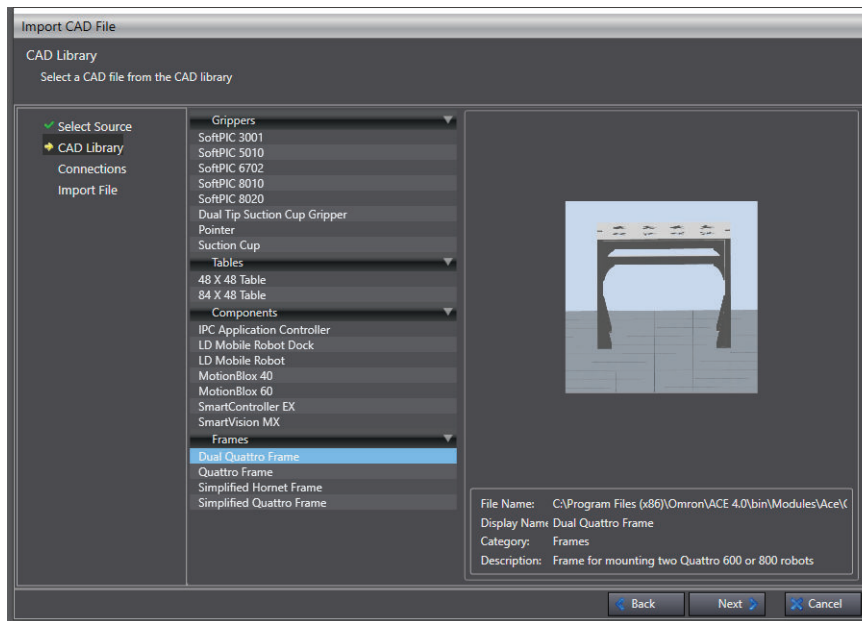 Import CAD File
CAD Library
Select a CAD file from the CAD library
Select Source
CAD Library
Connections
Import File
Grippers
SoftPIC 3001
SoftPIC 5010
SoftPIC 6702
SoftPIC 8010
SoftPIC 8020
Dual Tip Suction Cup Gripper
Pointer
Suction Cup
Tables
48 X 48 Table
84 X 48 Table
Components
IPC Application Controller
LD Mobile Robot Dock
LD Mobile Robot
MotionBlox 40
MotionBlox 60
SmartController EX
SmartVision MX
Frames
Dual Quattro Frame
Quattro Frame
Simplified Hornet Frame
Simplified Quattro Frame
File Name: C:\Program Files (x86)\Omron\ACE 4.0\bin\Modules\Ace\(
Display Name Dual Quattro Frame
Category: Frames
Description: Frame for mounting two Quattro 600 or 800 robots
Back Next Cancel